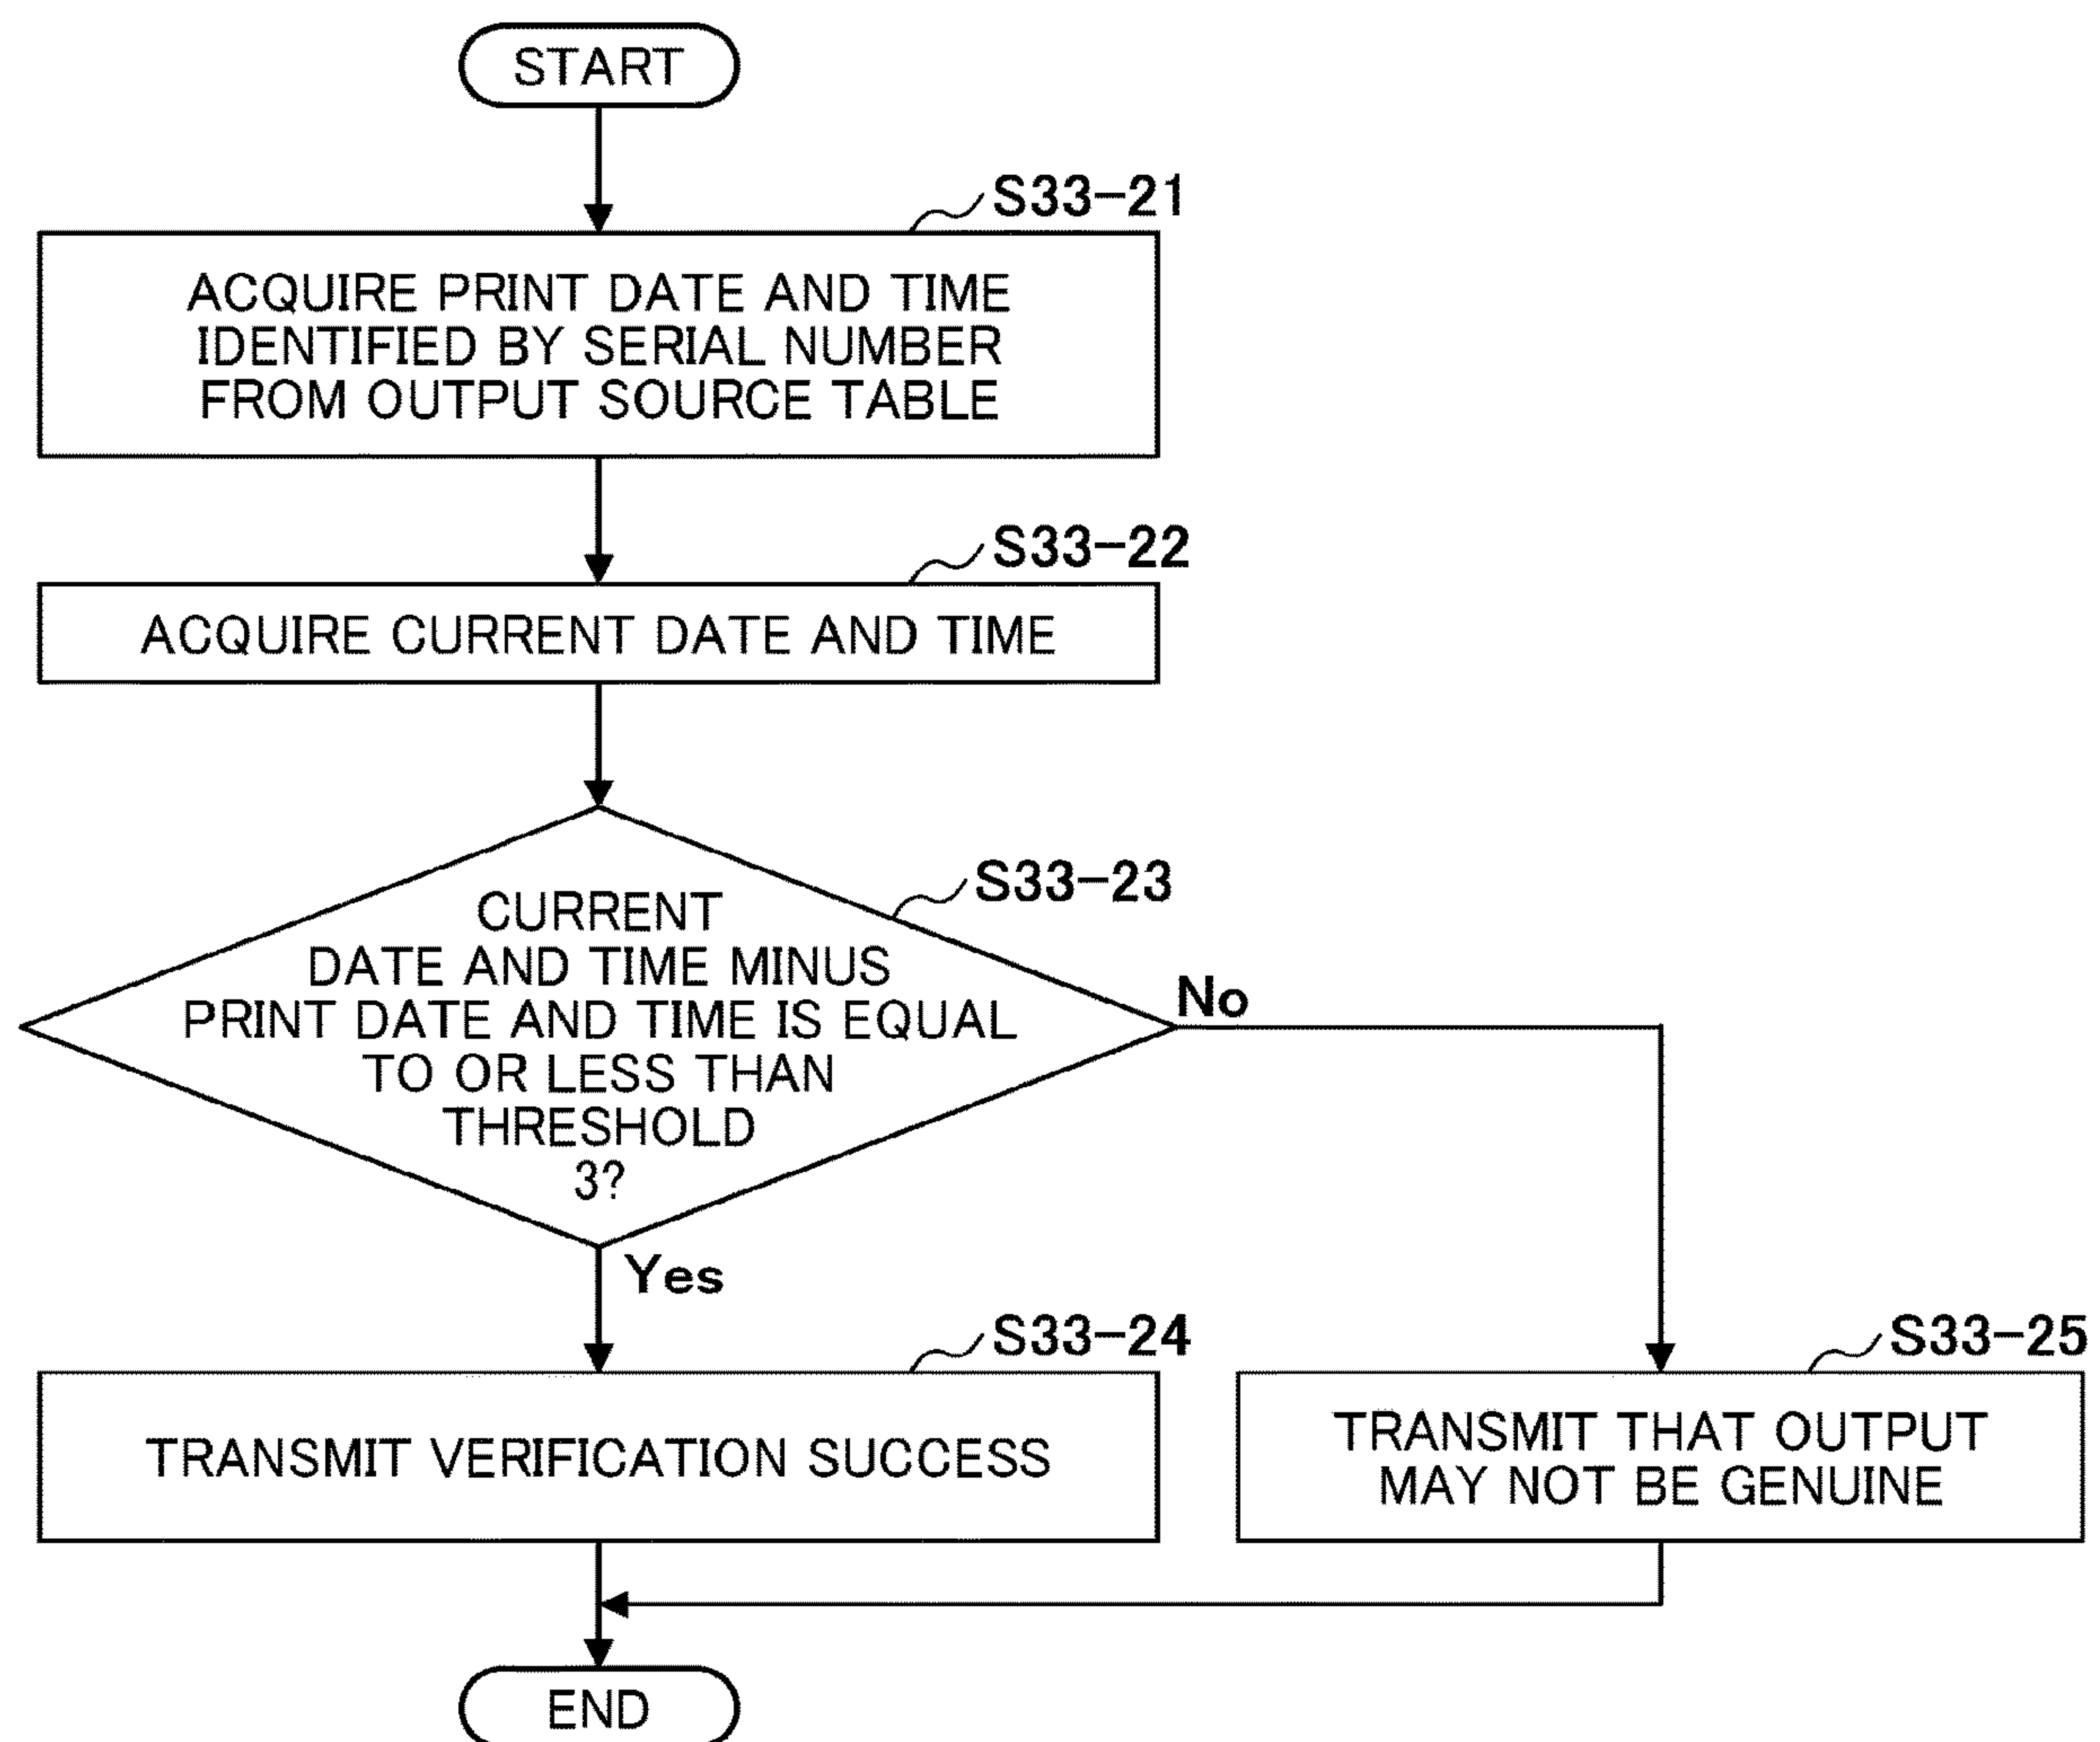 START
S33-21
ACQUIRE PRINT DATE AND TIME
IDENTIFIED BY SERIAL NUMBER
FROM OUTPUT SOURCE TABLE
S33-22
ACQUIRE CURRENT DATE AND TIME
S33-23
CURRENT
DATE AND TIME MINUS
PRINT DATE AND TIME IS EQUAL
TO OR LESS THAN
THRESHOLD
3?
No
Yes
S33-24
TRANSMIT VERIFICATION SUCCESS
S33-25
TRANSMIT THAT OUTPUT
MAY NOT BE GENUINE
END